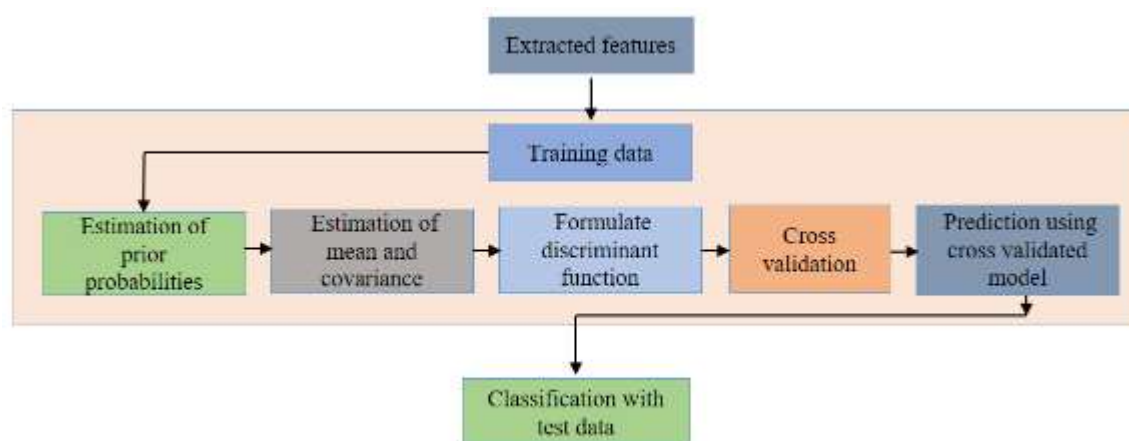 Extracted features
Training data
Estimation of
prior
probabilities
Estimation of
mean and
covariance
Formulate
discriminant
function
Cross
validation
Prediction using
cross validated
model
Classification with
test data